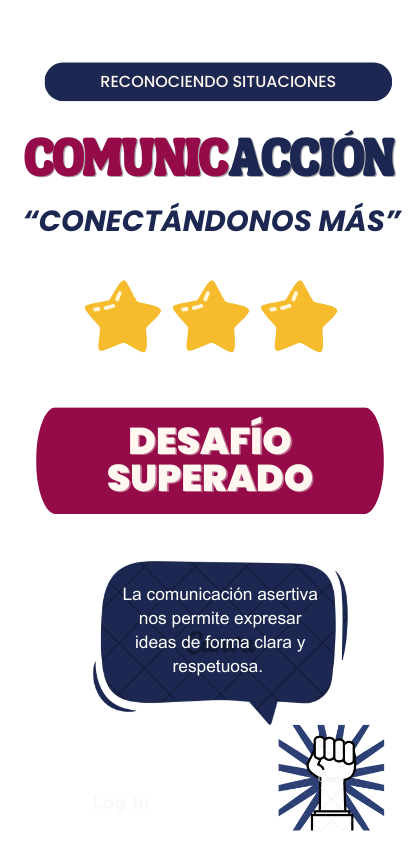 RECONOCIENDO SITUACIONES
COMUNICACCIÓN
“CONECTÁNDONOS MÁS”
DESAFÍO
SUPERADO
La comunicación asertiva
nos permite expresar
ideas de forma clara y
respetuosa.
Log In